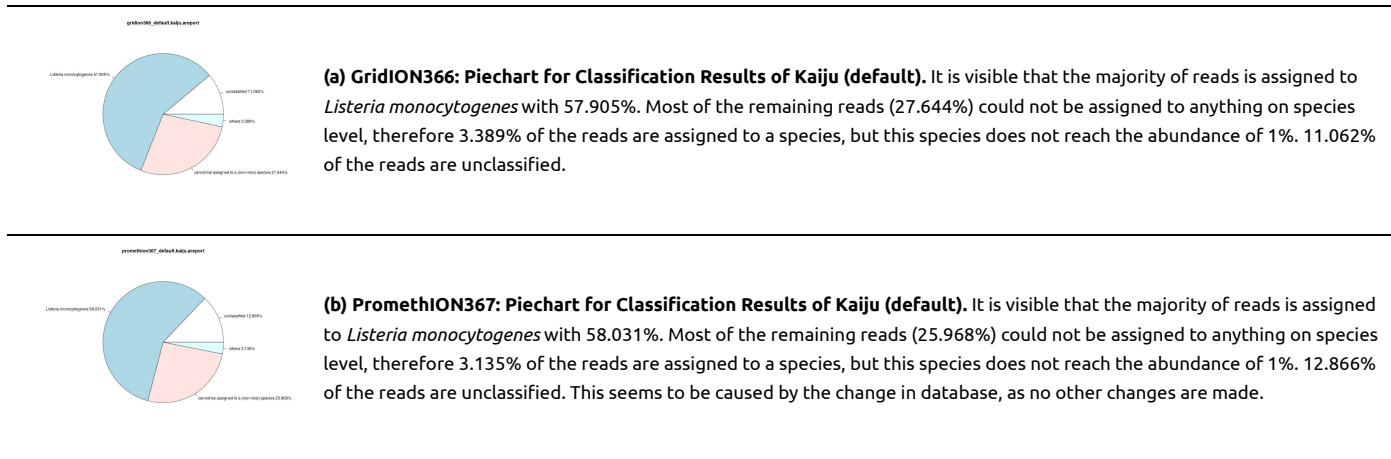 gridion366_default.kaiju.areport
Listeria monocytogenes 57.905%
unclassified 11.062%
others 3.389%
cannot be assigned to a (non-viral) species 27.644%
(a) GridION366: Piechart for Classification Results of Kaiju (default). It is visible that the majority of reads is assigned to
Listeria monocytogenes with 57.905%. Most of the remaining reads (27.644%) could not be assigned to anything on species
level, therefore 3.389% of the reads are assigned to a species, but this species does not reach the abundance of 1%. 11.062%
of the reads are unclassified.
promethion367_default.kaiju.areport
Listeria monocytogenes 58.031%
unclassified 12.866%
others 3.135%
cannot be assigned to a (non-viral) species 25.968%
(b) PromethION367: Piechart for Classification Results of Kaiju (default). It is visible that the majority of reads is assigned
to Listeria monocytogenes with 58.031%. Most of the remaining reads (25.968%) could not be assigned to anything on species
level, therefore 3.135% of the reads are assigned to a species, but this species does not reach the abundance of 1%. 12.866%
of the reads are unclassified. This seems to be caused by the change in database, as no other changes are made.